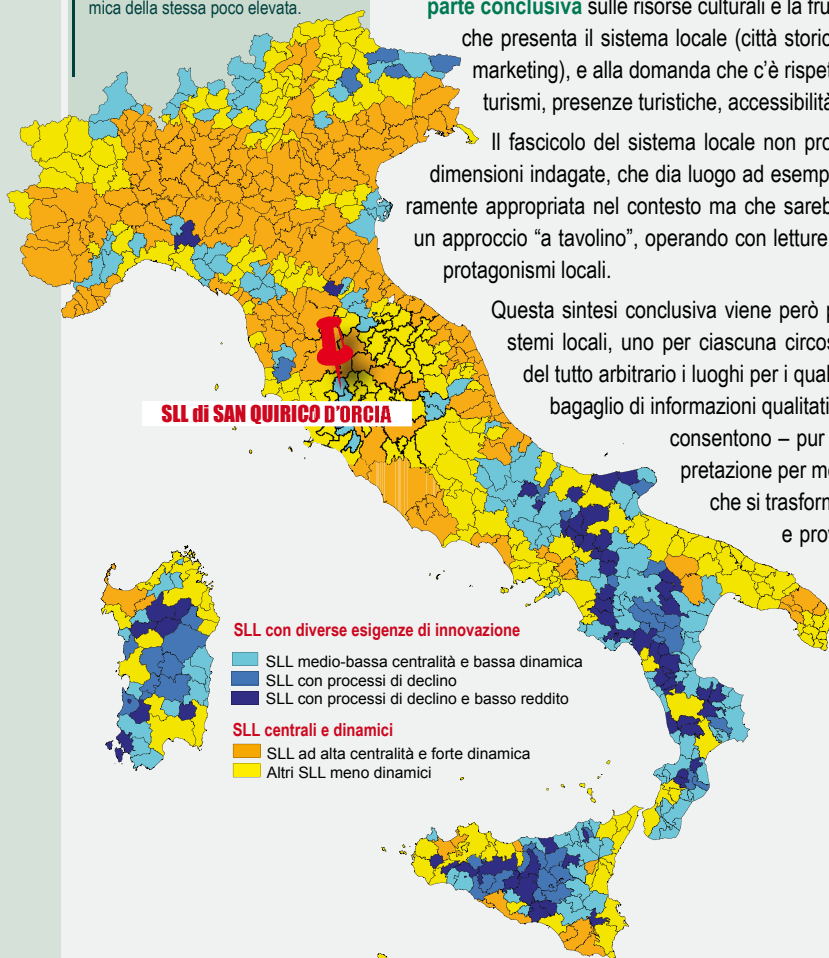 mica della stessa poco elevata.
parte conclusiva sulle risorse culturali e la fru
che presenta il sistema locale (città storic
marketing), e alla domanda che c'è rispet
turismi, presenze turistiche, accessibilità
Il fascicolo del sistema locale non pro
dimensioni indagate, che dia luogo ad esemp
ramente appropriata nel contesto ma che sareb
un approccio "a tavolino", operando con letture
protagonismi locali.
Questa sintesi conclusiva viene però p
stemi locali, uno per ciascuna circos
del tutto arbitrario i luoghi per i qual
bagaglio di informazioni qualitati
consentono – pur
pretazione per me
che si trasforn
e prov
SLL di SAN QUIRICO D'ORCIA
SLL con diverse esigenze di innovazione
SLL medio-bassa centralità e bassa dinamica
SLL con processi di declino
SLL con processi di declino e basso reddito
SLL centrali e dinamici
SLL ad alta centralità e forte dinamica
Altri SLL meno dinamici